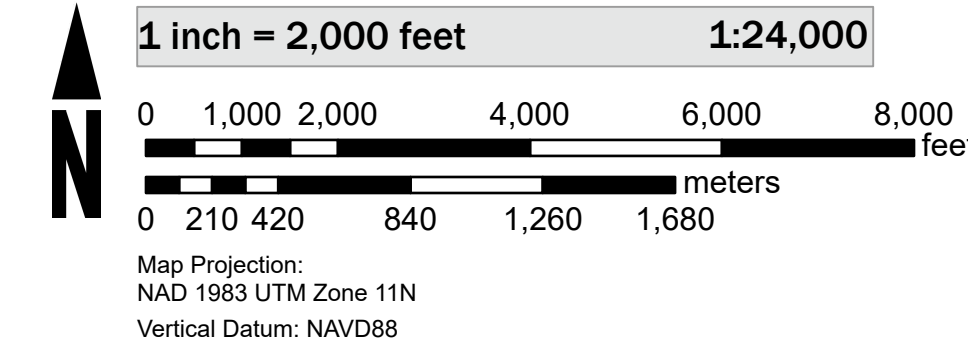 1 inch = 2,000 feet 1:24,000
0 1,000 2,000 4,000 6,000 8,000
feet
meters
0 210 420 840 1,260 1,680
N
Map Projection:
NAD 1983 UTM Zone 11N
Vertical Datum: NAVD88